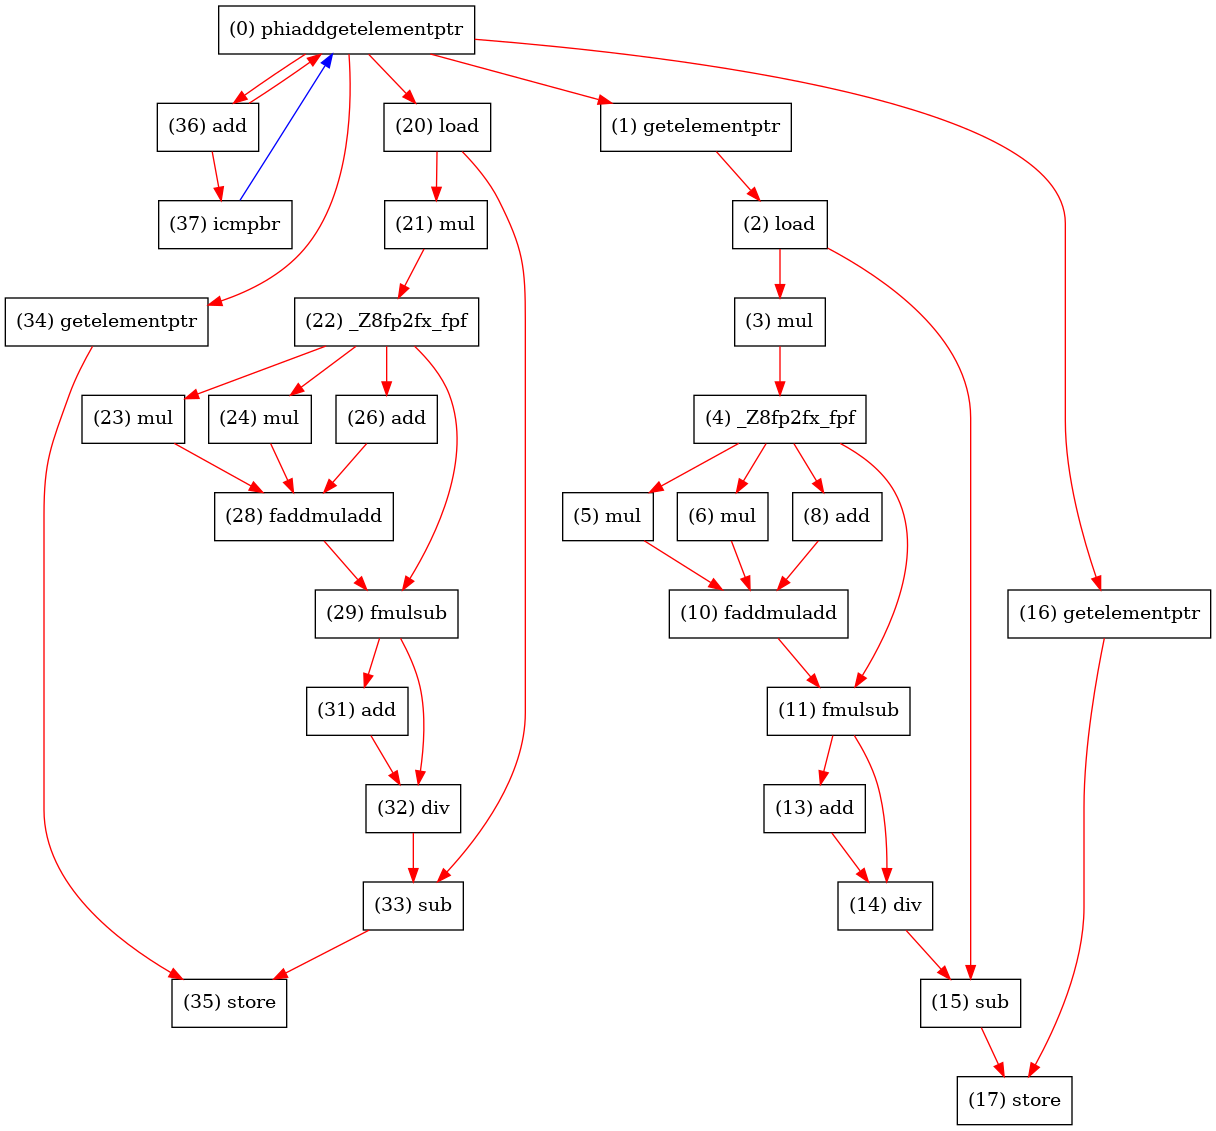 (0) phiaddgetelementptr
(36) add
(20) load
(1) getelementptr
(37) icmpbr
(21) mul
(2) load
(34) getelementptr
(22) _Z8fp2fx_fpf
(3) mul
(23) mul
(24) mul
(26) add
(4) _Z8fp2fx_fpf
(28) faddmuladd
(5) mul
(6) mul
(8) add
(29) fmulsub
(10) faddmuladd
(16) getelementptr
(31) add
(11) fmulsub
(32) div
(13) add
(33) sub
(14) div
(35) store
(15) sub
(17) store